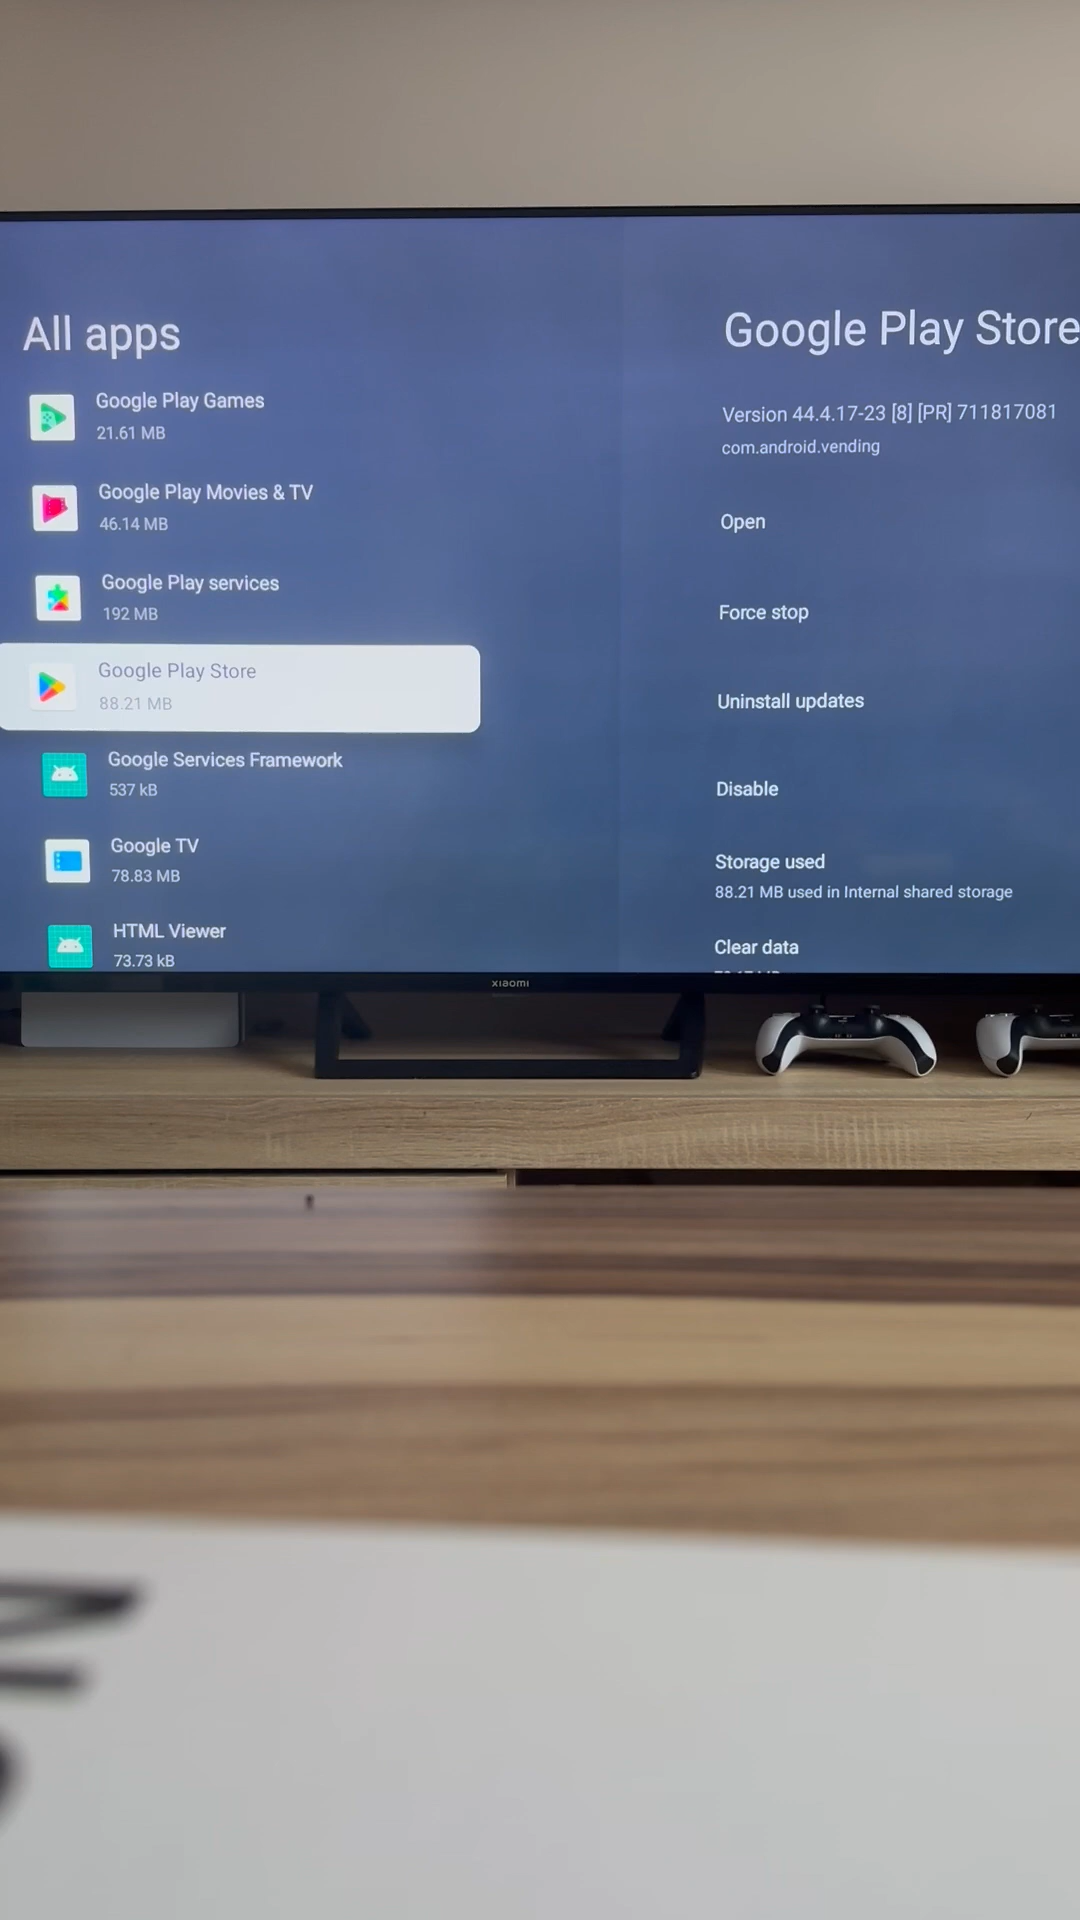 All apps
Google Play Games
21.61 MB
Google Play Movies & TV
46.14 MB
Google Play services
192 MB
Google Play Store
88.21 MB
Google Services Framework
537 kB
Google TV
78.83 MB
HTML Viewer
73.73 kB
Google Play Store
Version 44.4.17-23 [8] [PR] 711817081
com.android.vending
Open
Force stop
Uninstall updates
Disable
Storage used
88.21 MB used in Internal shared storage
Clear data
xiaomi